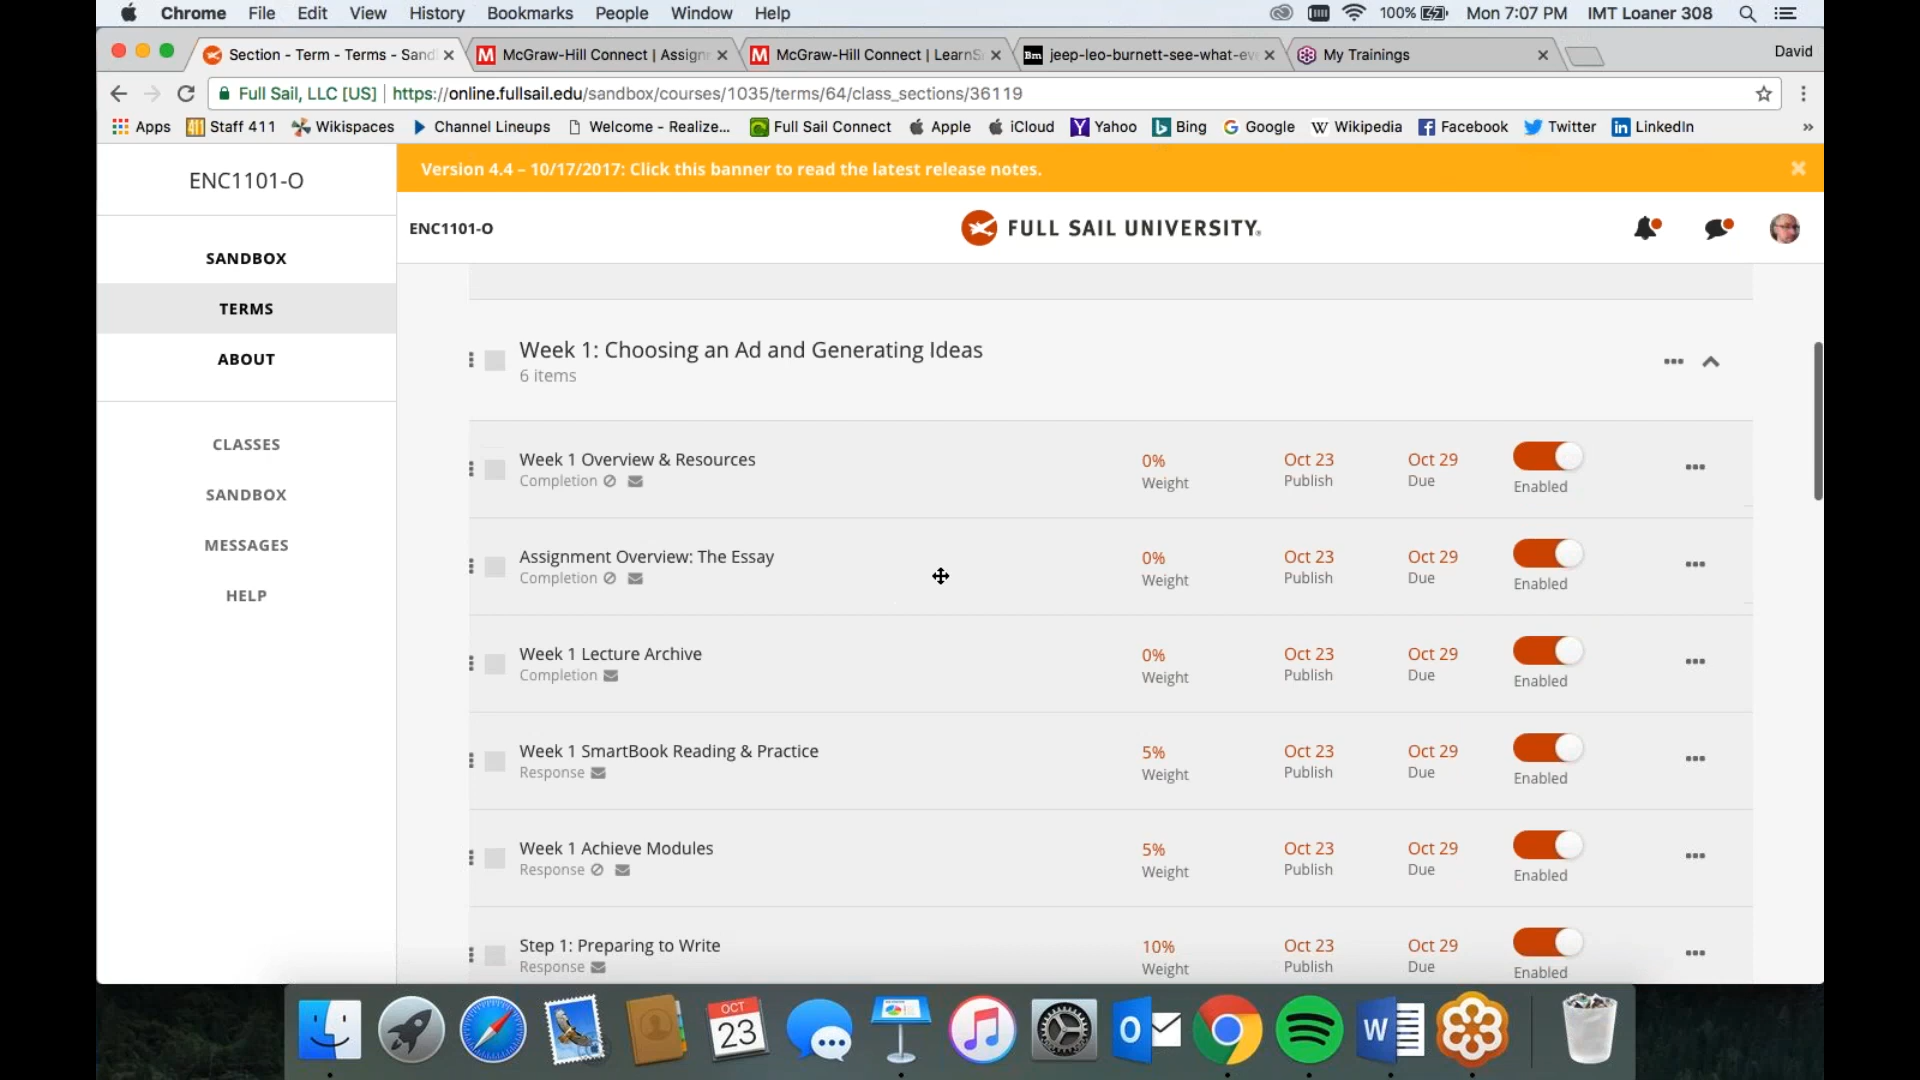 Chrome File Edit View History Bookmarks People Window Help 100% Mon 7:07 PM IMT Loaner 308
Section - Term - Terms - Sand McGraw-Hill Connect | Assign McGraw-Hill Connect | LearnS jeep-leo-burnett-see-what-ev My Trainings David
Full Sail, LLC [US] https://online.fullsail.edu/sandbox/courses/1035/terms/64/class_sections/36119
Apps Staff 411 Wikispaces Channel Lineups Welcome - Realize... Full Sail Connect Apple iCloud Yahoo Bing Google Wikipedia Facebook Twitter LinkedIn »
ENC1101-O
SANDBOX
TERMS
ABOUT
CLASSES
SANDBOX
MESSAGES
HELP
Version 4.4 – 10/17/2017: Click this banner to read the latest release notes.
ENC1101-O FULL SAIL UNIVERSITY.
Week 1: Choosing an Ad and Generating Ideas
6 items
Week 1 Overview & Resources 0% Oct 23 Oct 29
Completion Weight Publish Due Enabled
Assignment Overview: The Essay 0% Oct 23 Oct 29
Completion Weight Publish Due Enabled
Week 1 Lecture Archive 0% Oct 23 Oct 29
Completion Weight Publish Due Enabled
Week 1 SmartBook Reading & Practice 5% Oct 23 Oct 29
Response Weight Publish Due Enabled
Week 1 Achieve Modules 5% Oct 23 Oct 29
Response Weight Publish Due Enabled
Step 1: Preparing to Write 10% Oct 23 Oct 29
Response Weight Publish Due Enabled
OCT
23
O
W